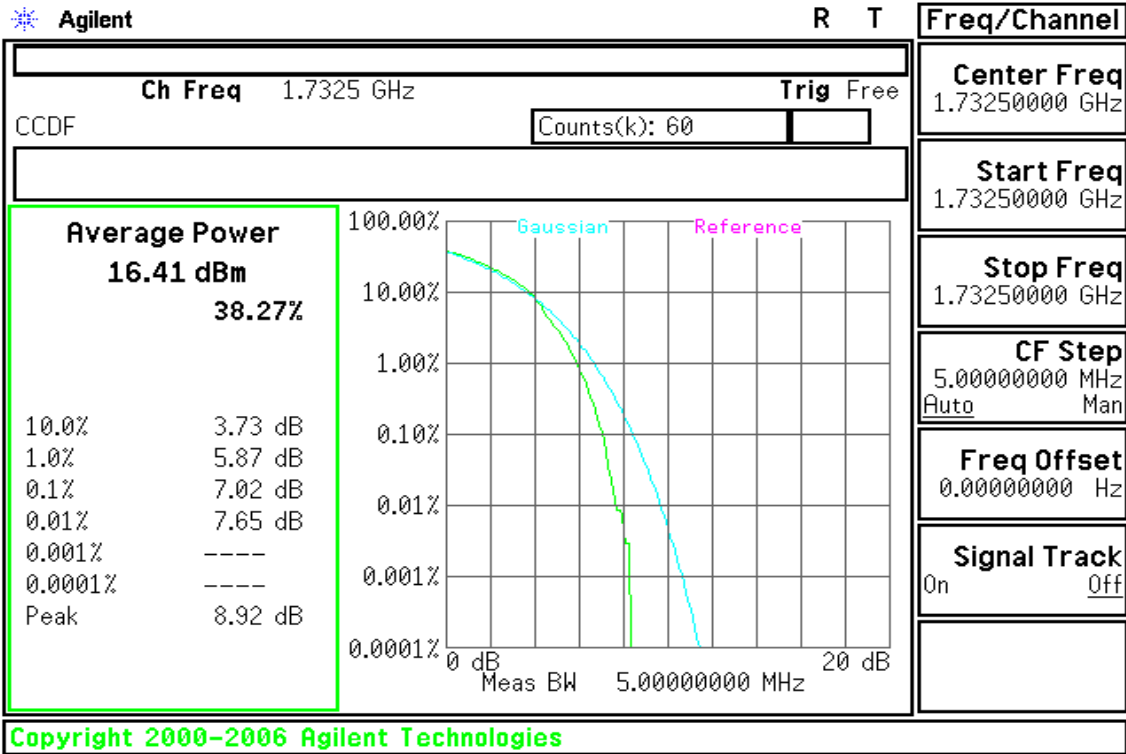 Agilent R T
Freq/Channel
Ch Freq 1.7325 GHz Trig Free
CCDF Counts(k): 60
Average Power
16.41 dBm
38.27%
10.0% 3.73 dB
1.0% 5.87 dB
0.1% 7.02 dB
0.01% 7.65 dB
0.001% ----
0.0001% ----
Peak 8.92 dB
Gaussian Reference
100.00%
10.00%
1.00%
0.10%
0.01%
0.001%
0.0001%
0 dB 20 dB
Meas BW 5.00000000 MHz
Center Freq
1.73250000 GHz
Start Freq
1.73250000 GHz
Stop Freq
1.73250000 GHz
CF Step
5.00000000 MHz
Auto Man
Freq Offset
0.00000000 Hz
Signal Track
On Off
Copyright 2000-2006 Agilent Technologies